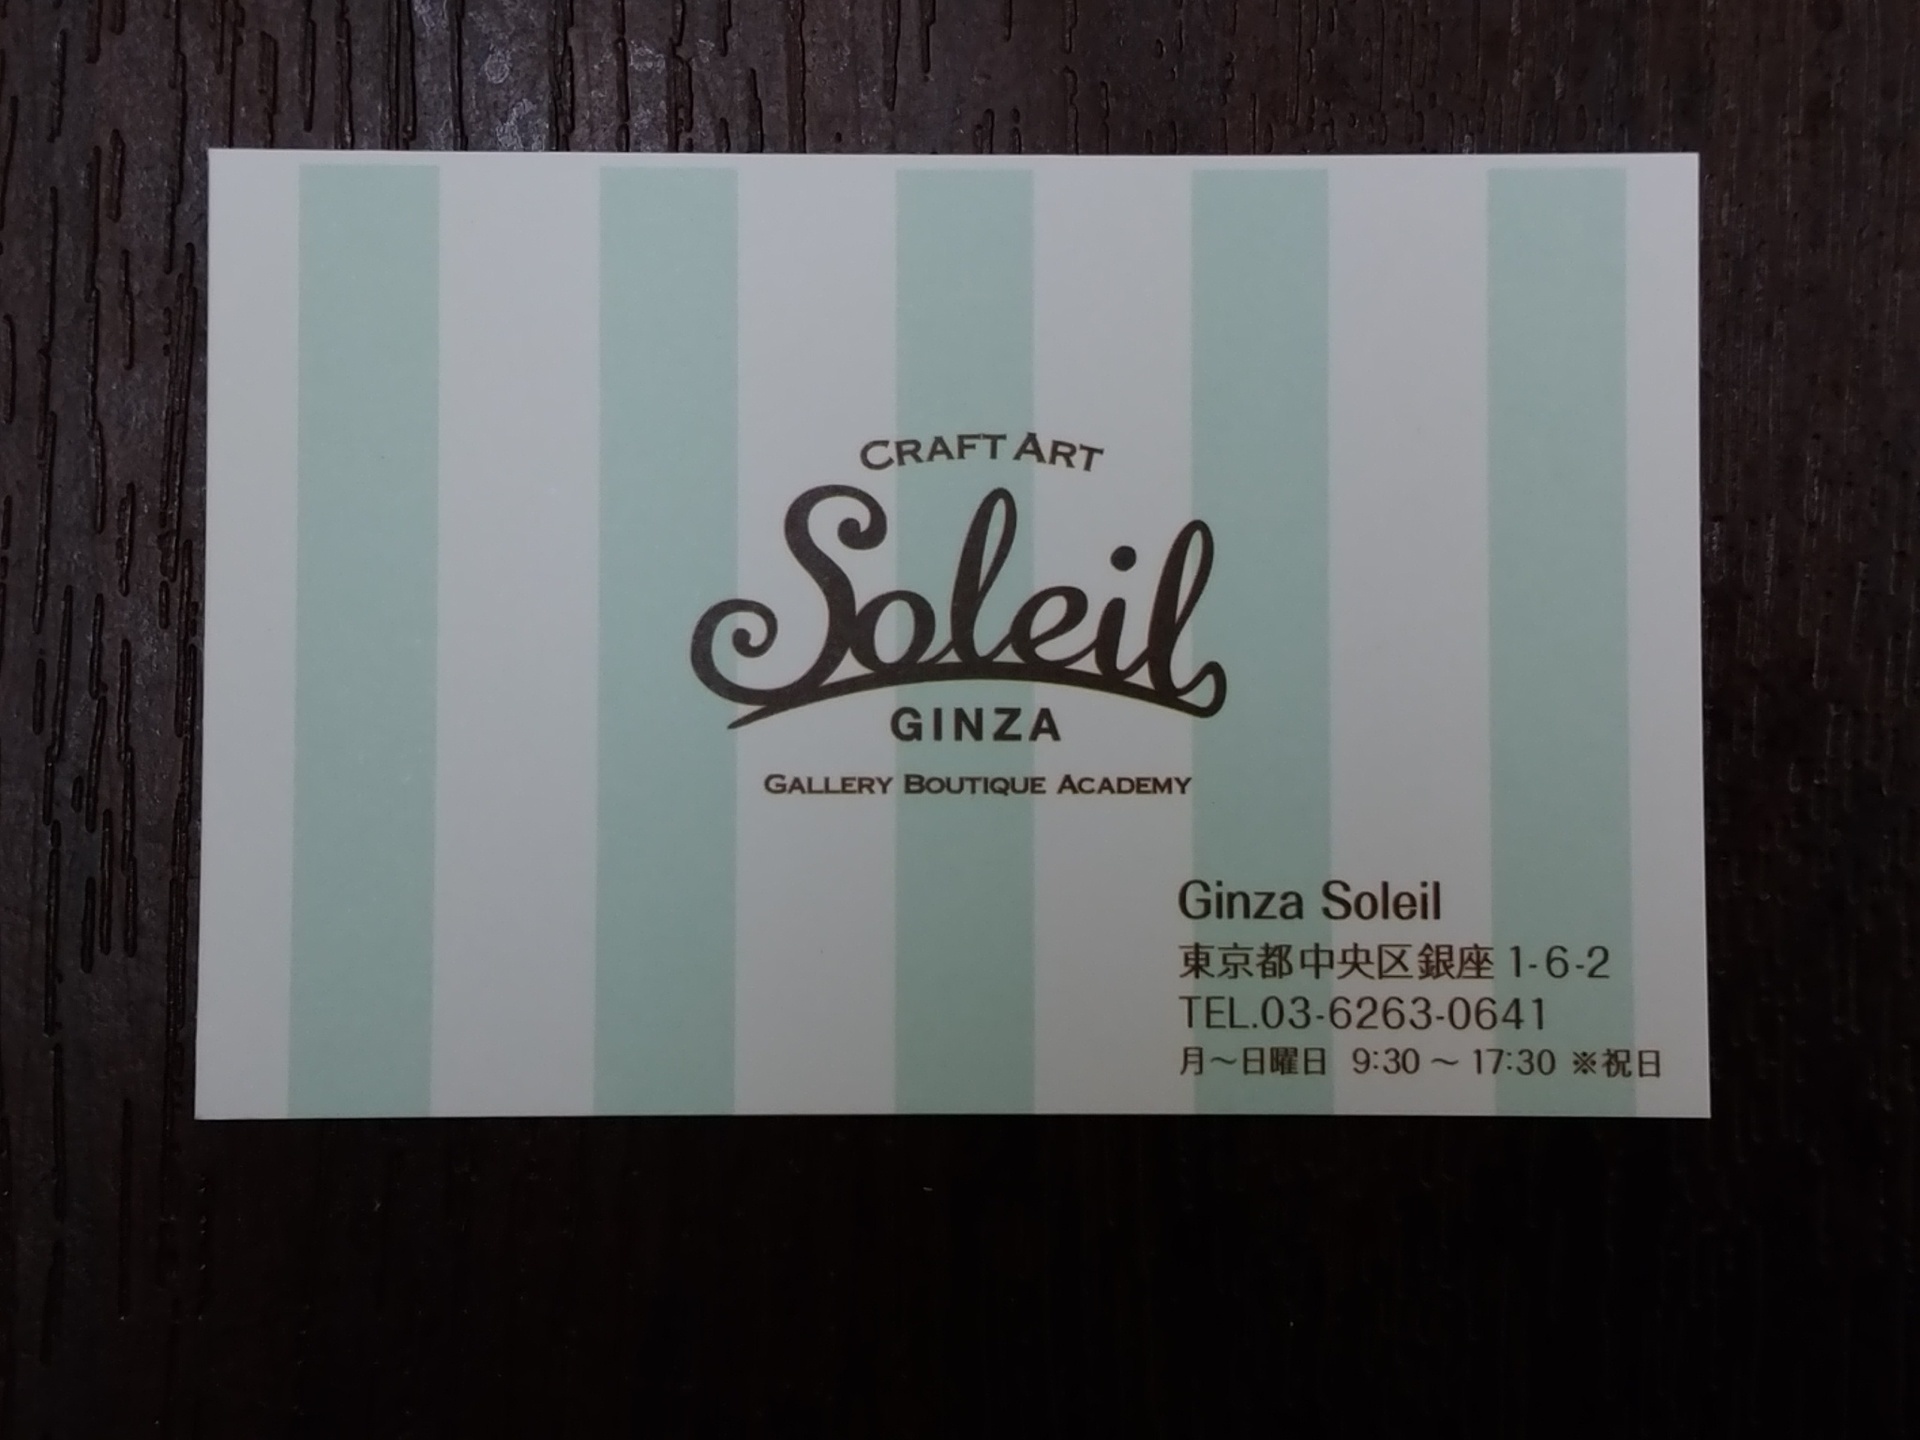 CRAFT ART
Soleil
GINZA
GALLERY BOUTIQUE ACADEMY
Ginza Soleil
東京都中央区銀座 1-6-2
TEL.03-6263-0641
月～日曜日 9:30 ～ 17:30 ※祝日